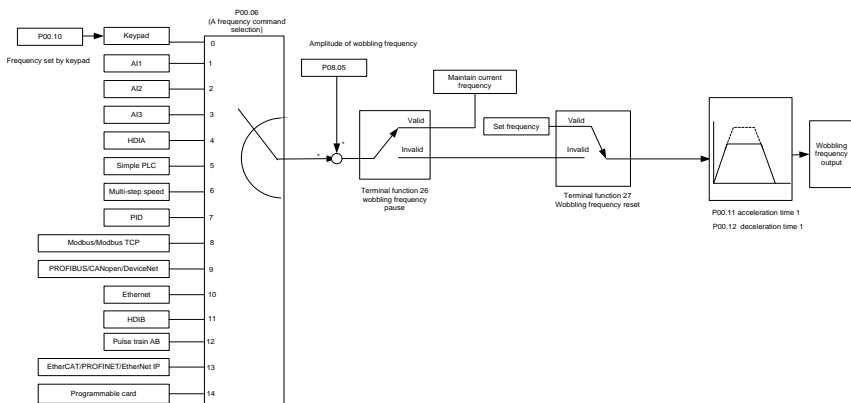 P00.06
(A frequency command
selection)
P00.10
Keypad
0
Frequency set by keypad
AI1
1
AI2
2
AI3
3
HDIA
4
Simple PLC
5
Multi-step speed
6
PID
7
Modbus/Modbus TCP
8
PROFIBUS/CANopen/DeviceNet
9
Ethernet
10
HDIB
11
Pulse train AB
12
EtherCAT/PROFINET/EtherNet IP
13
Programmable card
14
Amplitude of wobbling frequency
P08.05
+
+
Valid
Invalid
Terminal function 26
wobbling frequency
pause
Maintain current
frequency
Set frequency
Valid
Invalid
Terminal function 27
Wobbling frequency reset
P00.11 acceleration time 1
P00.12 deceleration time 1
Wobbling
frequency
output